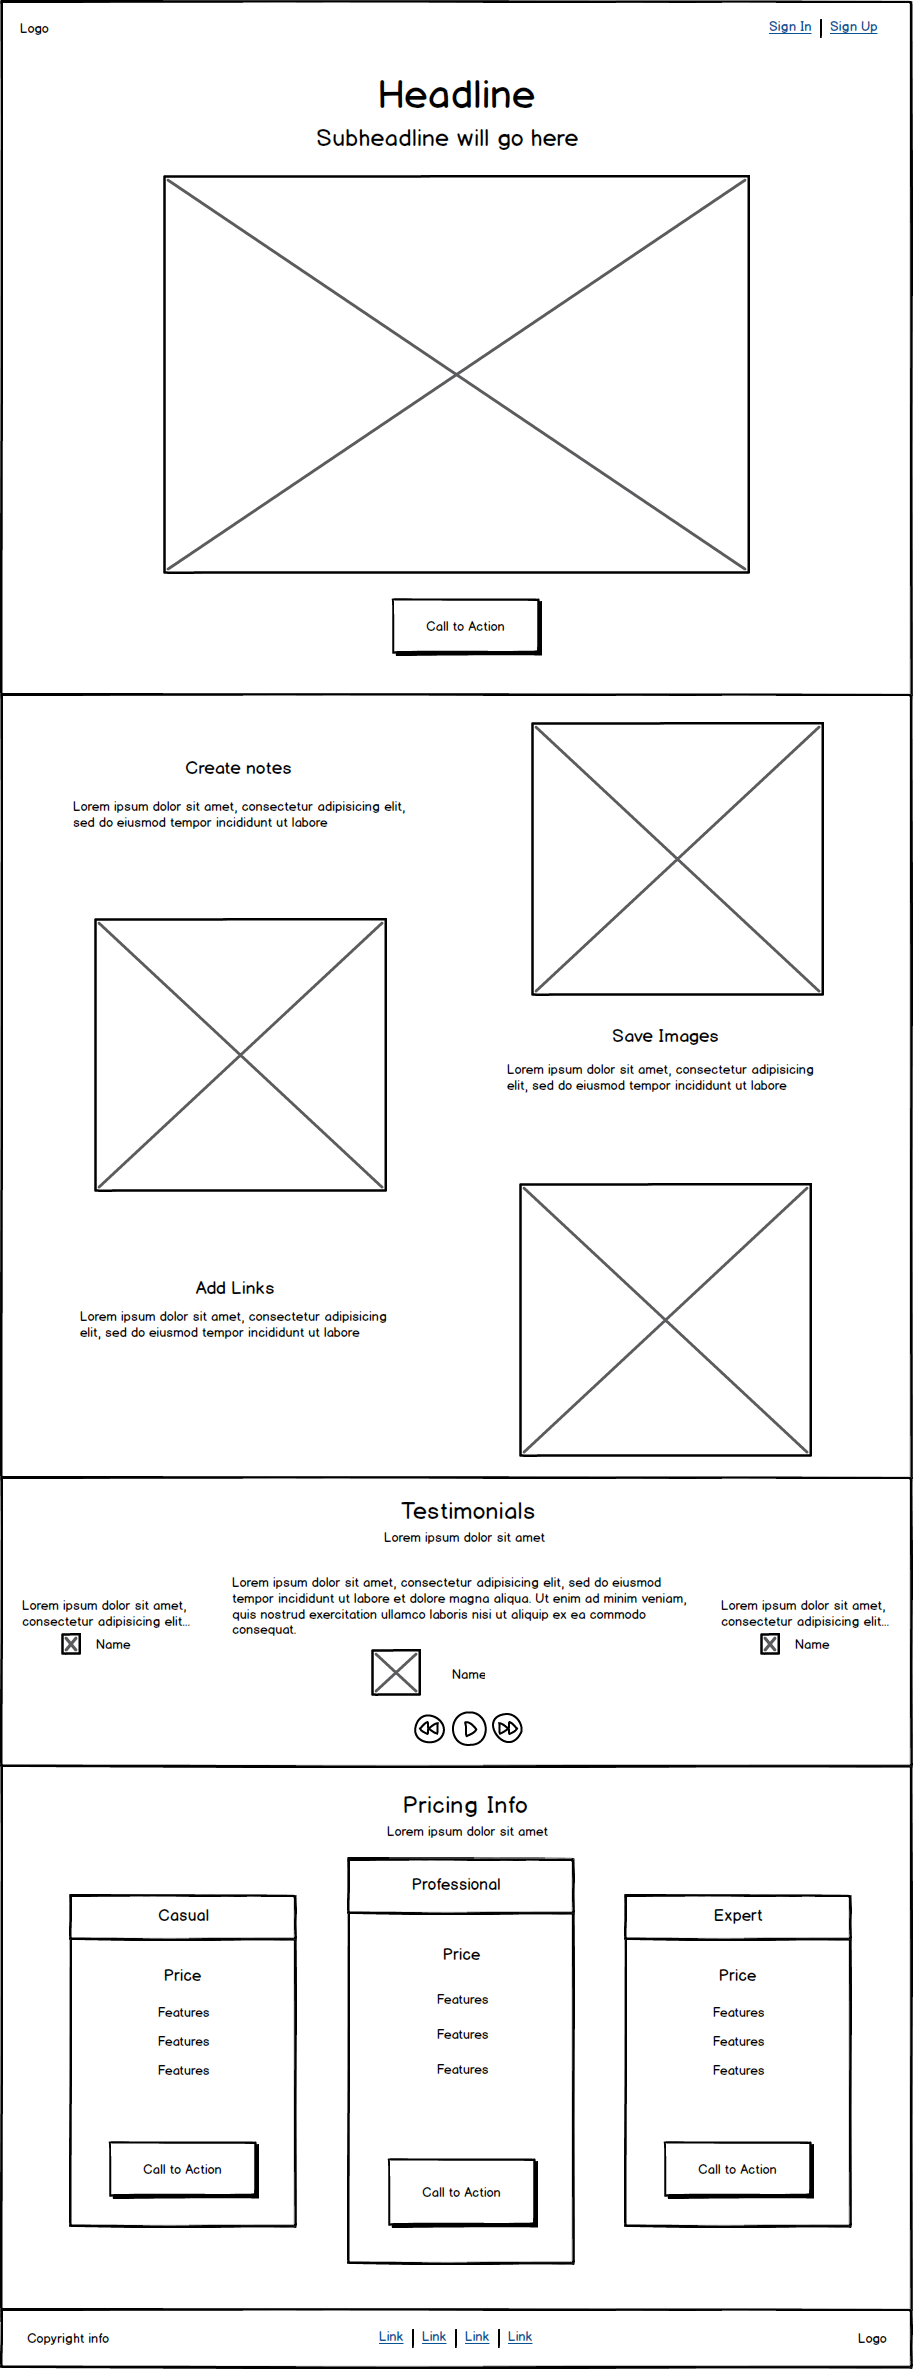 Logo
Sign In | Sign Up
Headline
Subheadline will go here
Call to Action
Create notes
Lorem ipsum dolor sit amet, consectetur adipisicing elit,
sed do eiusmod tempor incididunt ut labore
Save Images
Lorem ipsum dolor sit amet, consectetur adipisicing
elit, sed do eiusmod tempor incididunt ut labore
Add Links
Lorem ipsum dolor sit amet, consectetur adipisicing
elit, sed do eiusmod tempor incididunt ut labore
Testimonials
Lorem ipsum dolor sit amet
Lorem ipsum dolor sit amet,
consectetur adipisicing elit...
Name
Lorem ipsum dolor sit amet, consectetur adipisicing elit, sed do eiusmod
tempor incididunt ut labore et dolore magna aliqua. Ut enim ad minim veniam,
quis nostrud exercitation ullamco laboris nisi ut aliquip ex ea commodo
consequat.
Name
Lorem ipsum dolor sit amet,
consectetur adipisicing elit...
Name
Pricing Info
Lorem ipsum dolor sit amet
Casual
Price
Features
Features
Features
Call to Action
Professional
Price
Features
Features
Features
Call to Action
Expert
Price
Features
Features
Features
Call to Action
Copyright info
Link | Link | Link | Link
Logo